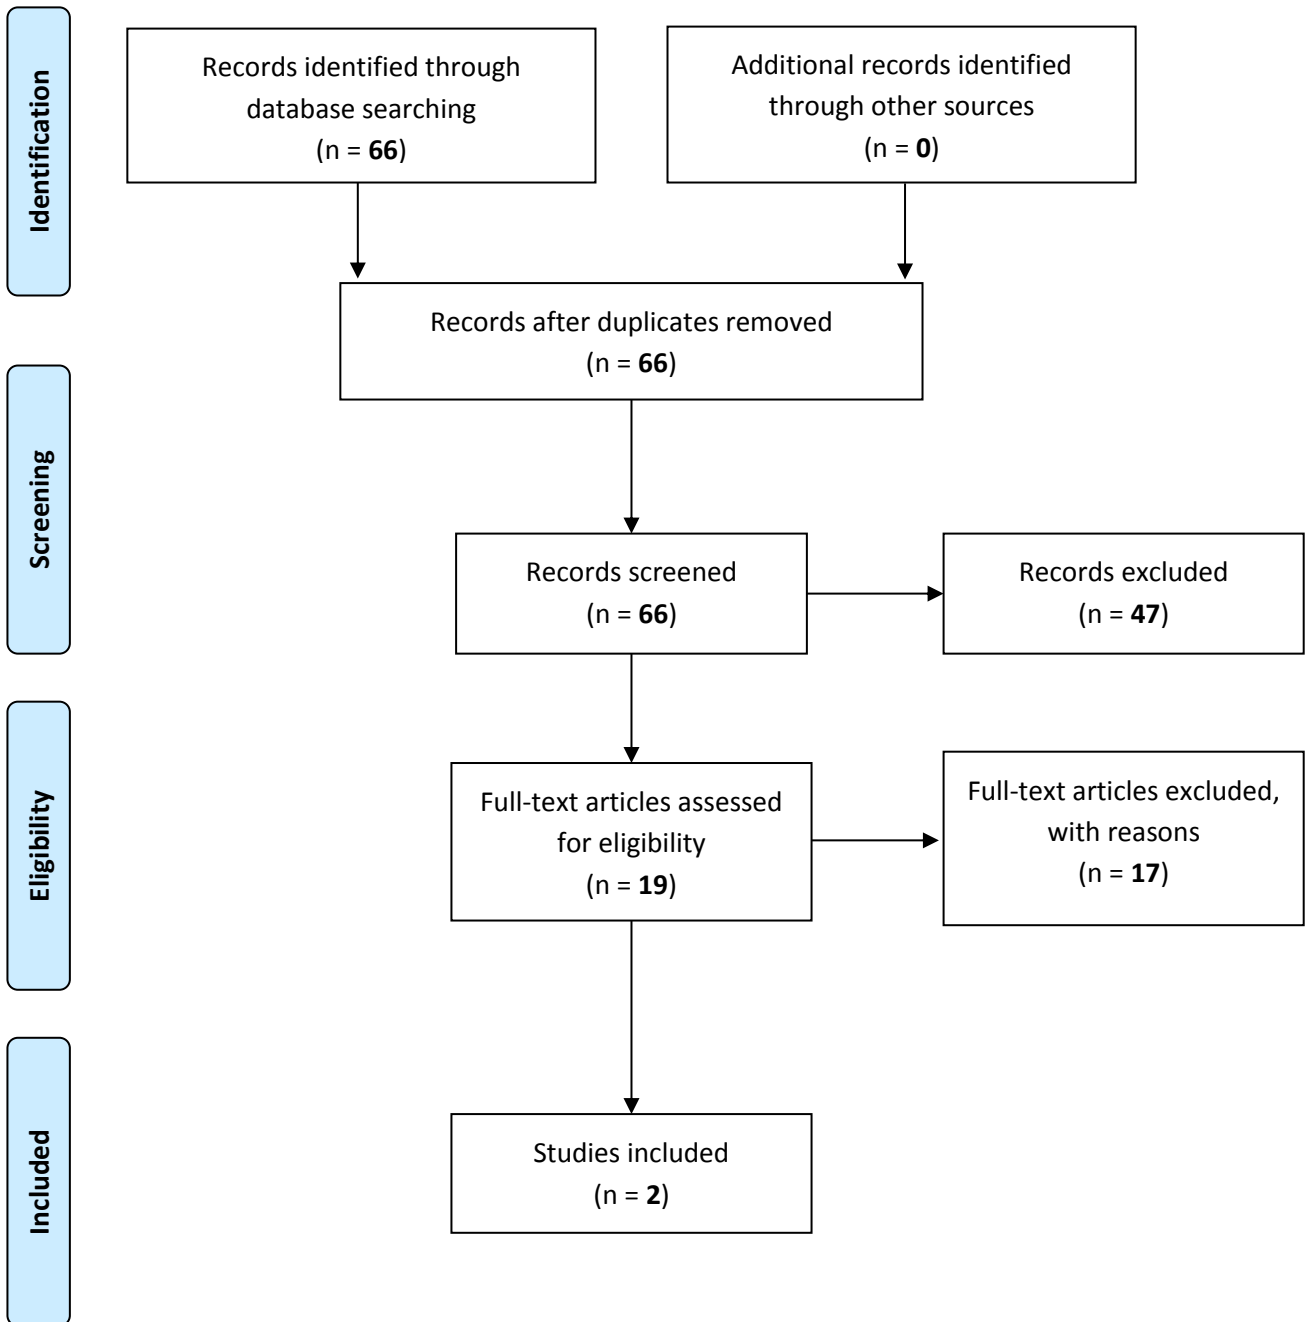 Identification
Records identified through
database searching
(n = 66)
Additional records identified
through other sources
(n = 0)
Records after duplicates removed
(n = 66)
Screening
Records screened
(n = 66)
Records excluded
(n = 47)
Eligibility
Full-text articles assessed
for eligibility
(n = 19)
Full-text articles excluded,
with reasons
(n = 17)
Included
Studies included
(n = 2)